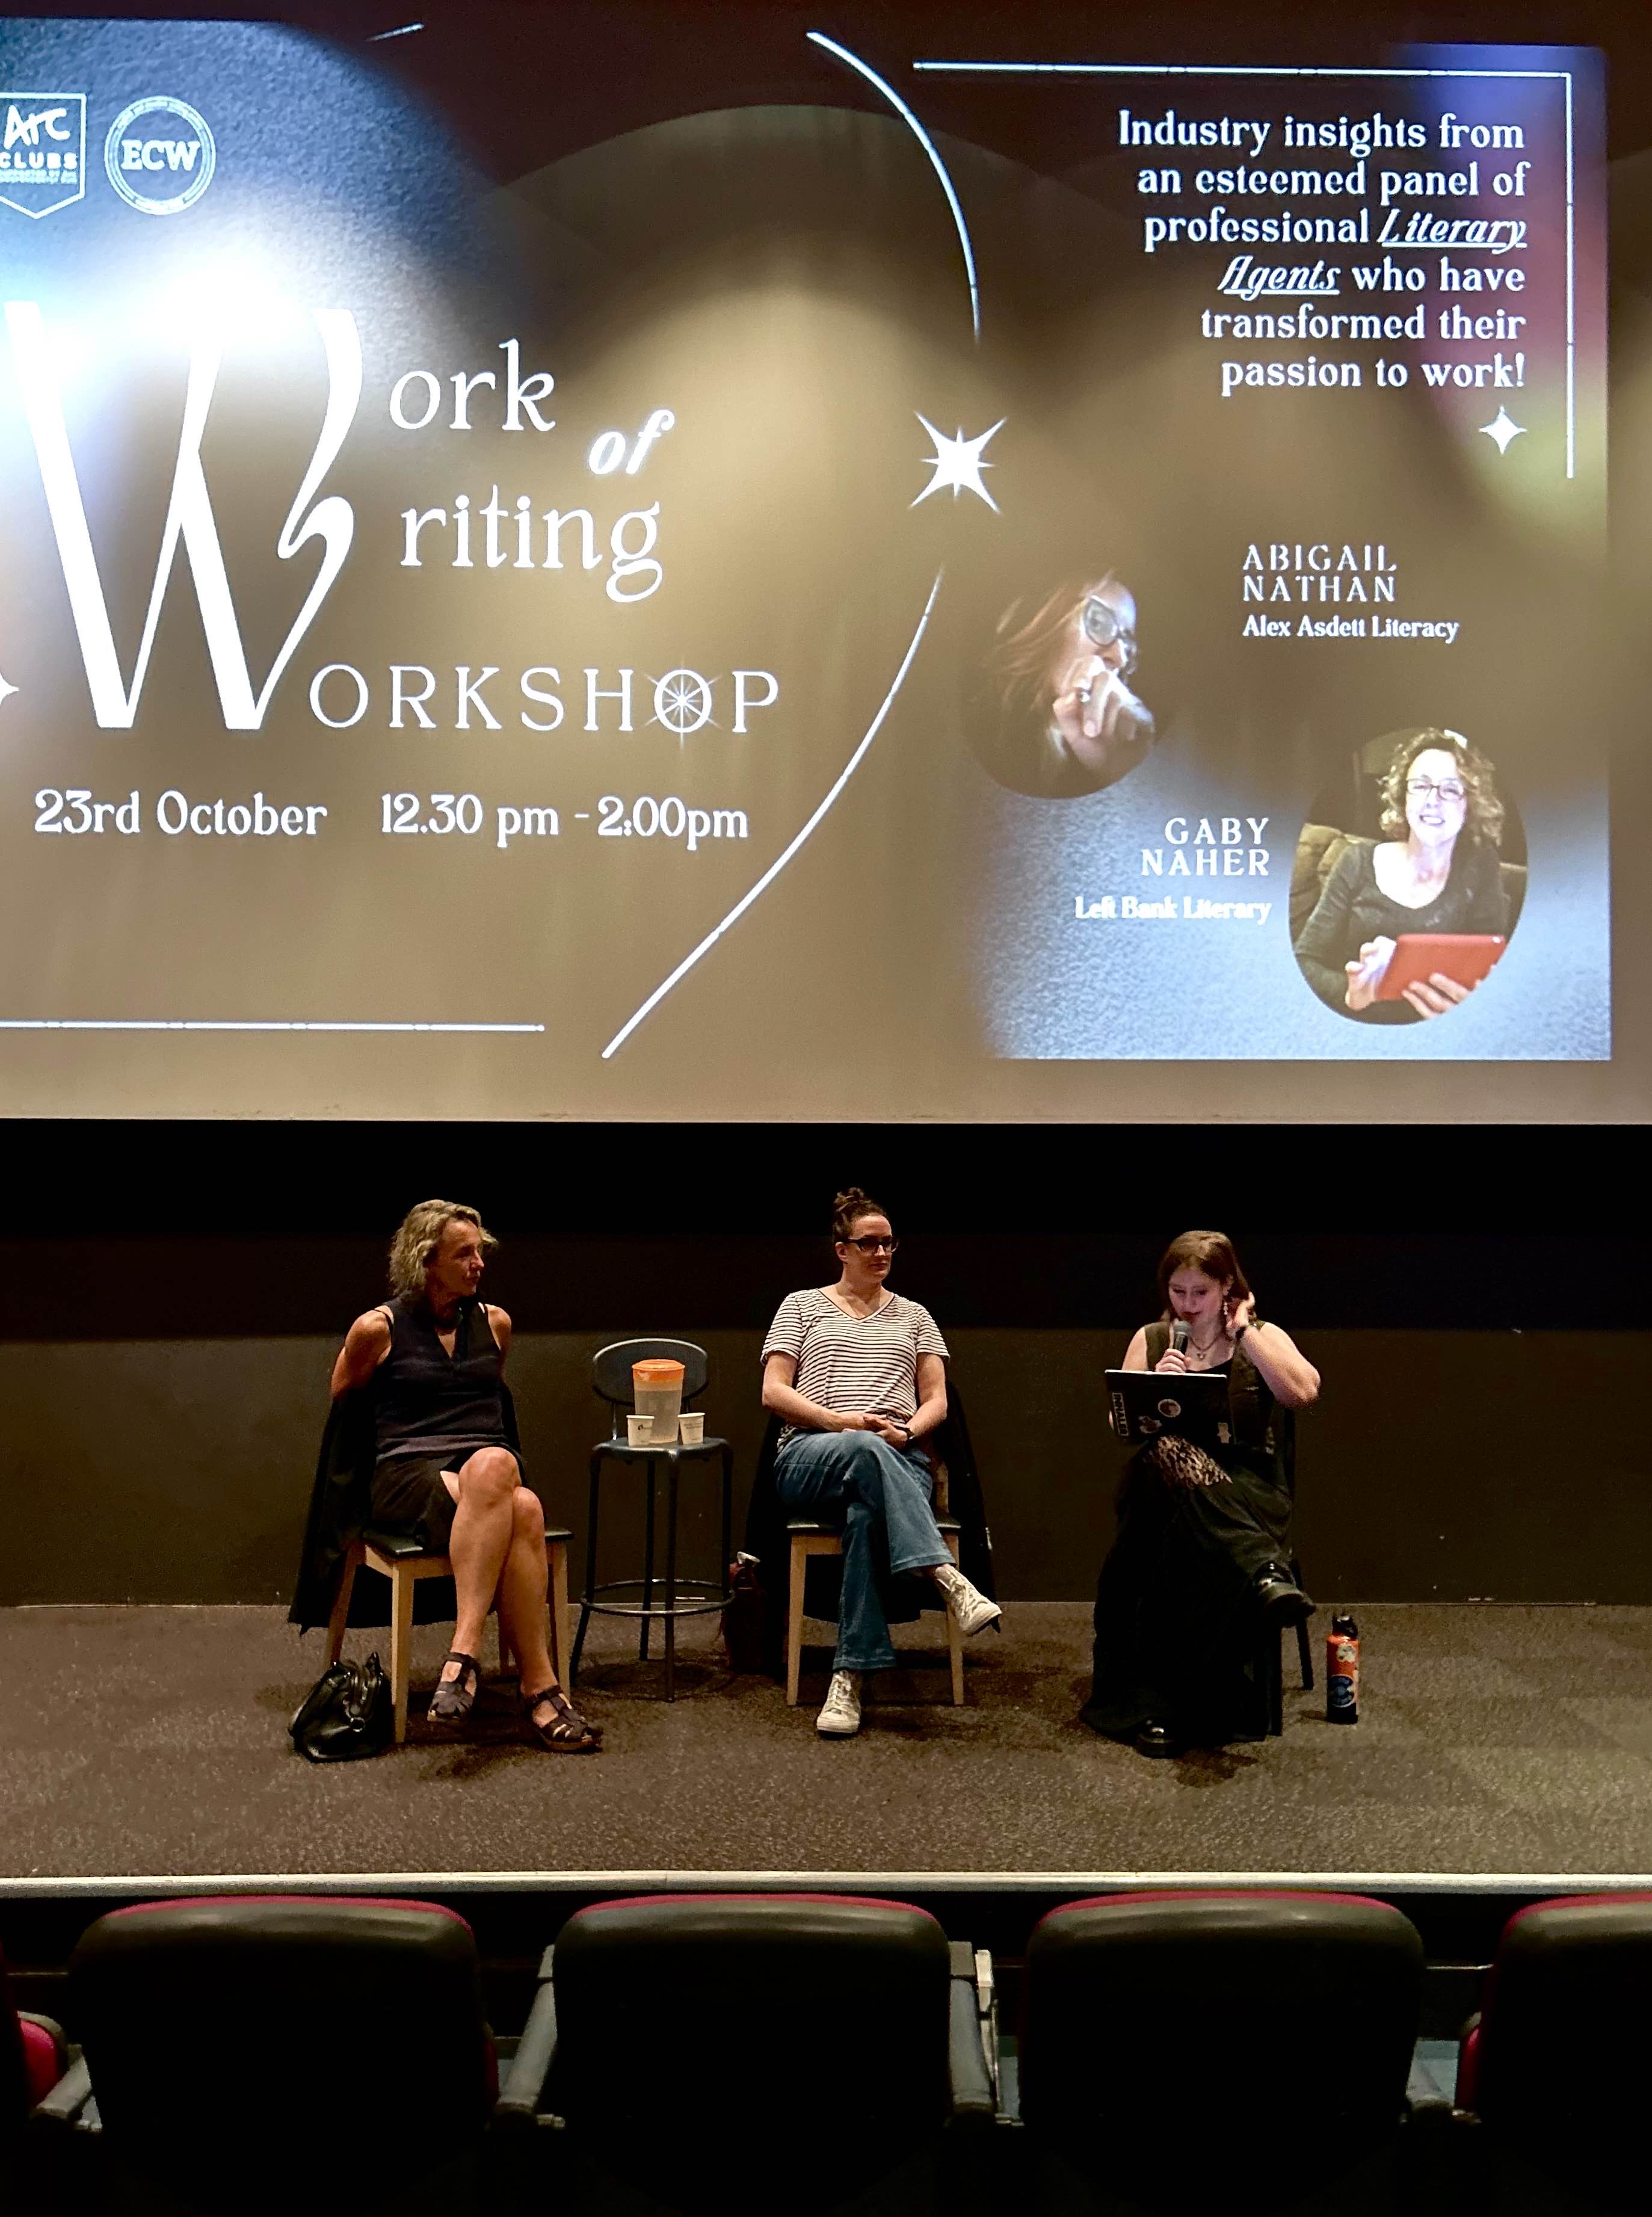 Arc
CLUBS
ECW
Work
of
riting
WORKSHOP
23rd October 12.30 pm - 2:00pm
Industry insights from
an esteemed panel of
professional Literary
Agents who have
transformed their
passion to work!
ABIGAIL
NATHAN
Alex Adsett Literacy
GABY
NAHER
Left Bank Literary